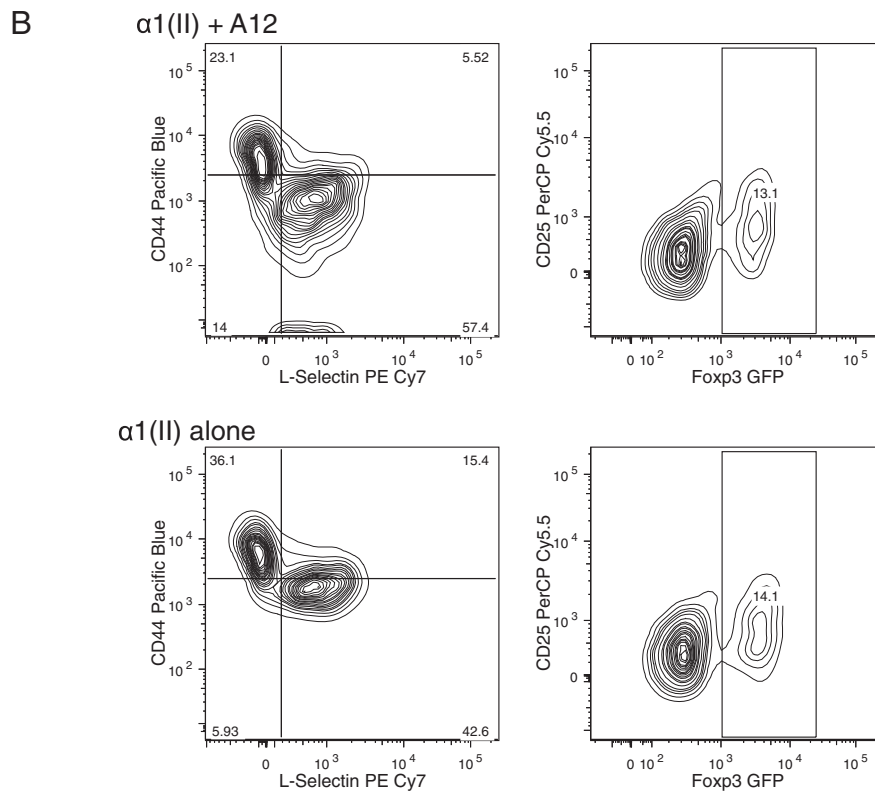 B
α1(II) + A12
23.1 5.52
10^5
10^4
10^3
10^2
CD44 Pacific Blue
14 57.4
0 10^3 10^4 10^5
L-Selectin PE Cy7
10^5
10^4
10^3
0
CD25 PerCP Cy5.5
13.1
0 10^2 10^3 10^4 10^5
Foxp3 GFP
α1(II) alone
36.1 15.4
10^5
10^4
10^3
10^2
CD44 Pacific Blue
5.93 42.6
0 10^3 10^4 10^5
L-Selectin PE Cy7
10^5
10^4
10^3
0
CD25 PerCP Cy5.5
14.1
0 10^2 10^3 10^4 10^5
Foxp3 GFP